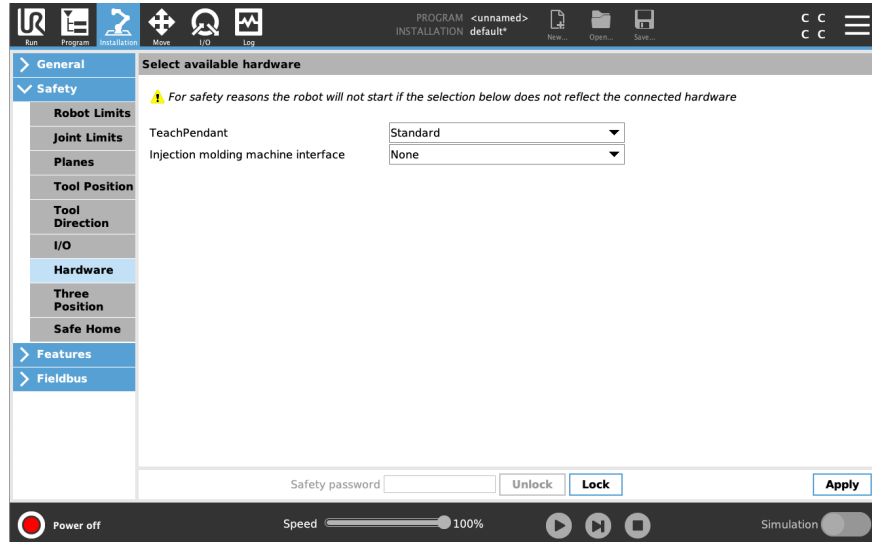 UR
PROGRAM <unnamed>
INSTALLATION default*
C C
C C
Run Program Installation Move I/O Log New... Open... Save...
General
Safety
Robot Limits
Joint Limits
Planes
Tool Position
Tool
Direction
I/O
Hardware
Three
Position
Safe Home
Features
Fieldbus
Select available hardware
For safety reasons the robot will not start if the selection below does not reflect the connected hardware
TeachPendant Standard
Injection molding machine interface None
Safety password Unlock Lock Apply
Power off Speed 100% Simulation